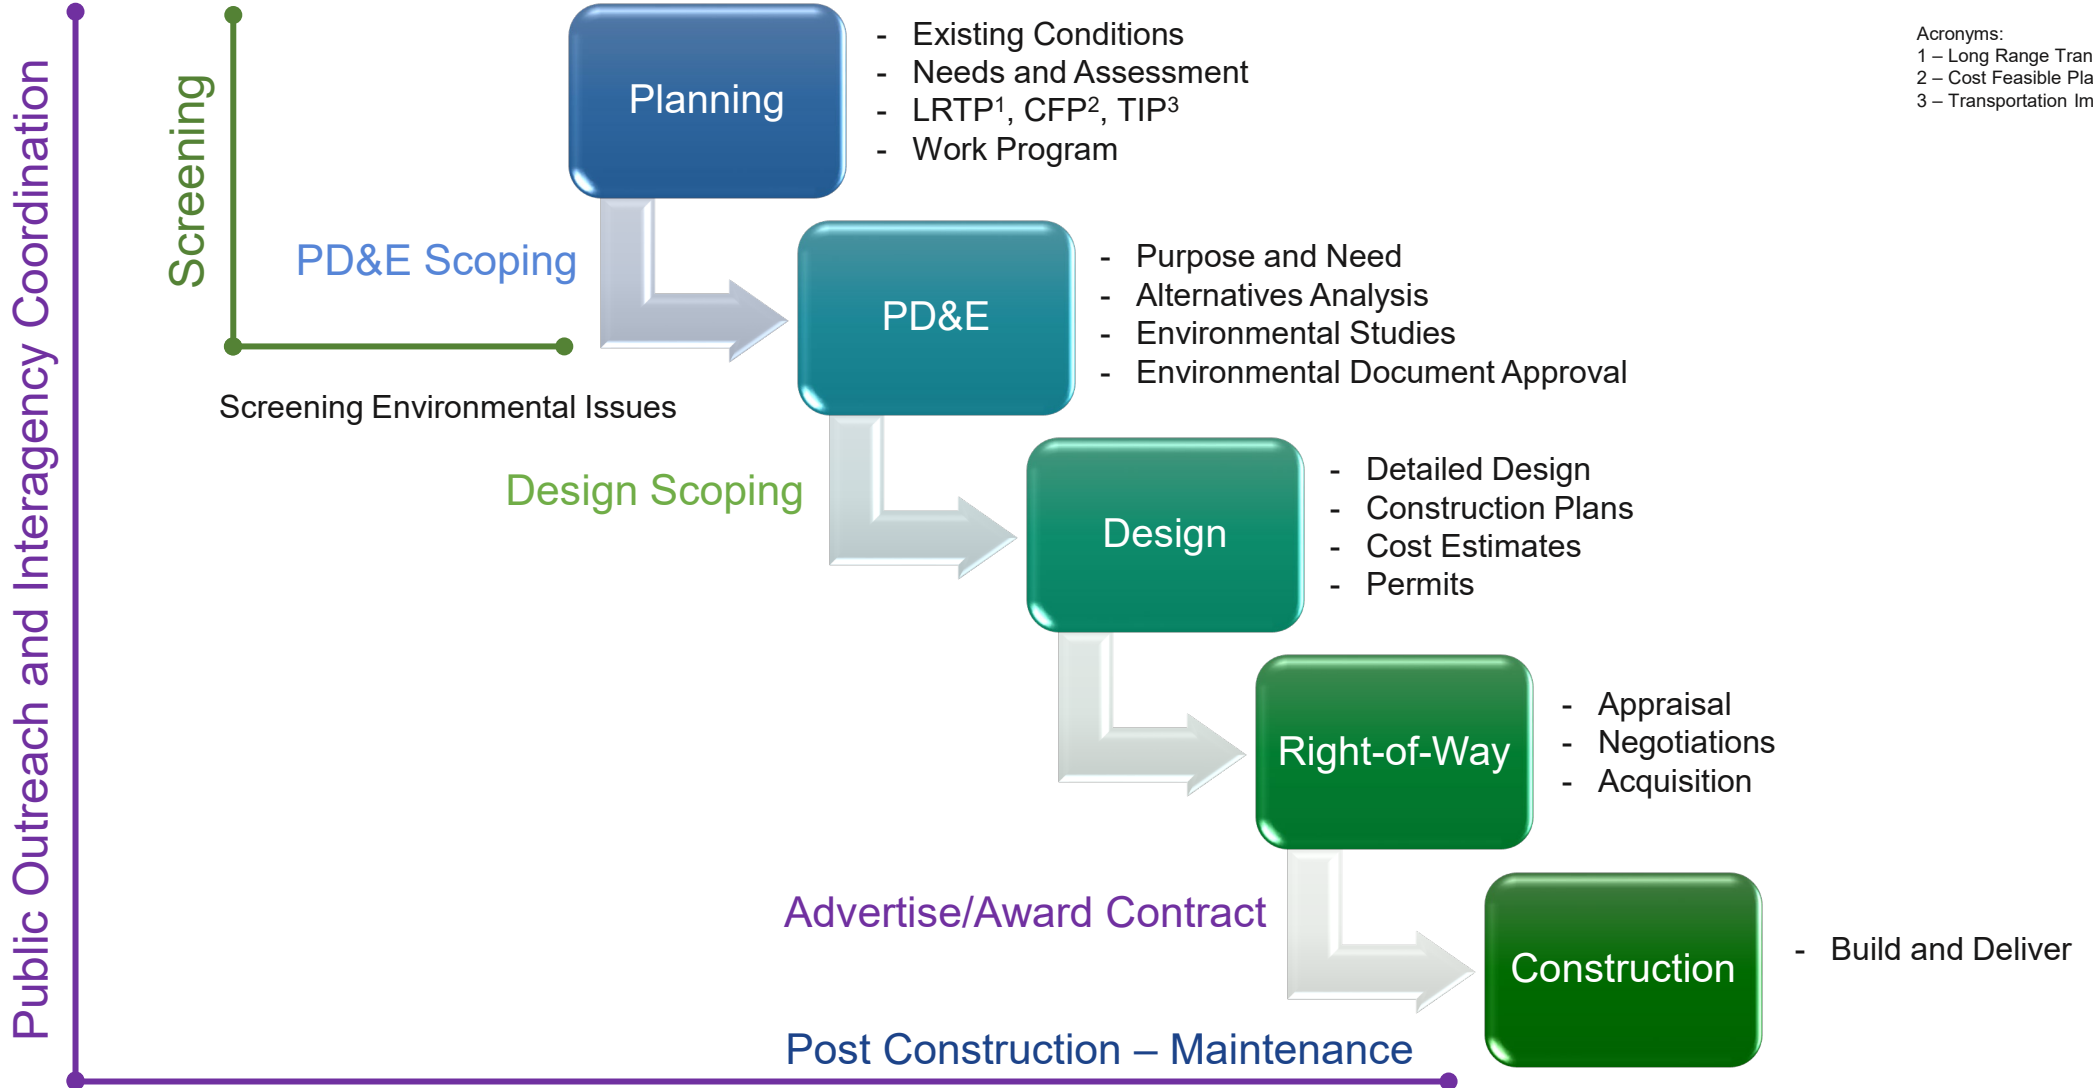 Public Outreach and Interagency Coordination
Screening
Planning
- Existing Conditions
- Needs and Assessment
- LRTP¹, CFP², TIP³
- Work Program
Acronyms:
1 – Long Range
2 – Cost Feasible
3 – Transportation
PD&E Scoping
PD&E
- Purpose and Need
- Alternatives Analysis
- Environmental Studies
- Environmental Document Approval
Screening Environmental Issues
Design Scoping
Design
- Detailed Design
- Construction Plans
- Cost Estimates
- Permits
Right-of-Way
- Appraisal
- Negotiations
- Acquisition
Advertise/Award Contract
Construction
- Build and Deliver
Post Construction – Maintenance